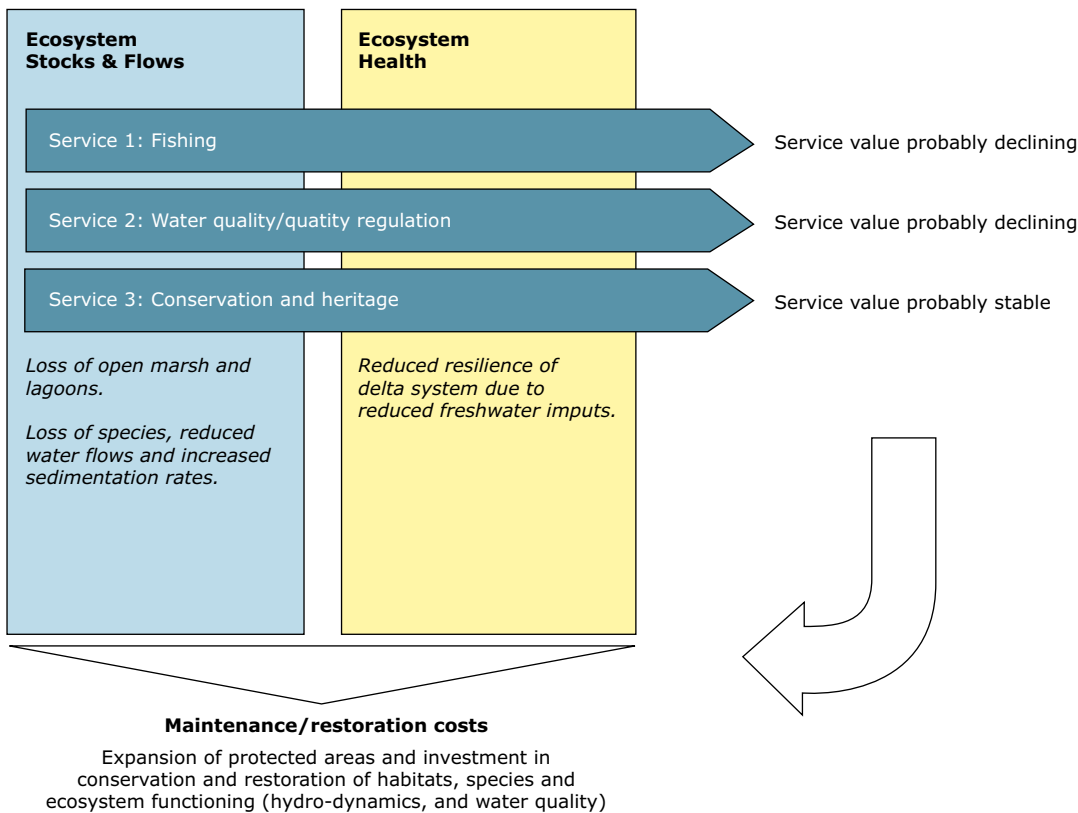 Ecosystem
Stocks & Flows
Ecosystem
Health
Service 1: Fishing
Service value probably declining
Service 2: Water quality/quatity regulation
Service value probably declining
Service 3: Conservation and heritage
Service value probably stable
Loss of open marsh and
lagoons.
Loss of species, reduced
water flows and increased
sedimentation rates.
Reduced resilience of
delta system due to
reduced freshwater imputs.
Maintenance/restoration costs
Expansion of protected areas and investment in
conservation and restoration of habitats, species and
ecosystem functioning (hydro-dynamics, and water quality)